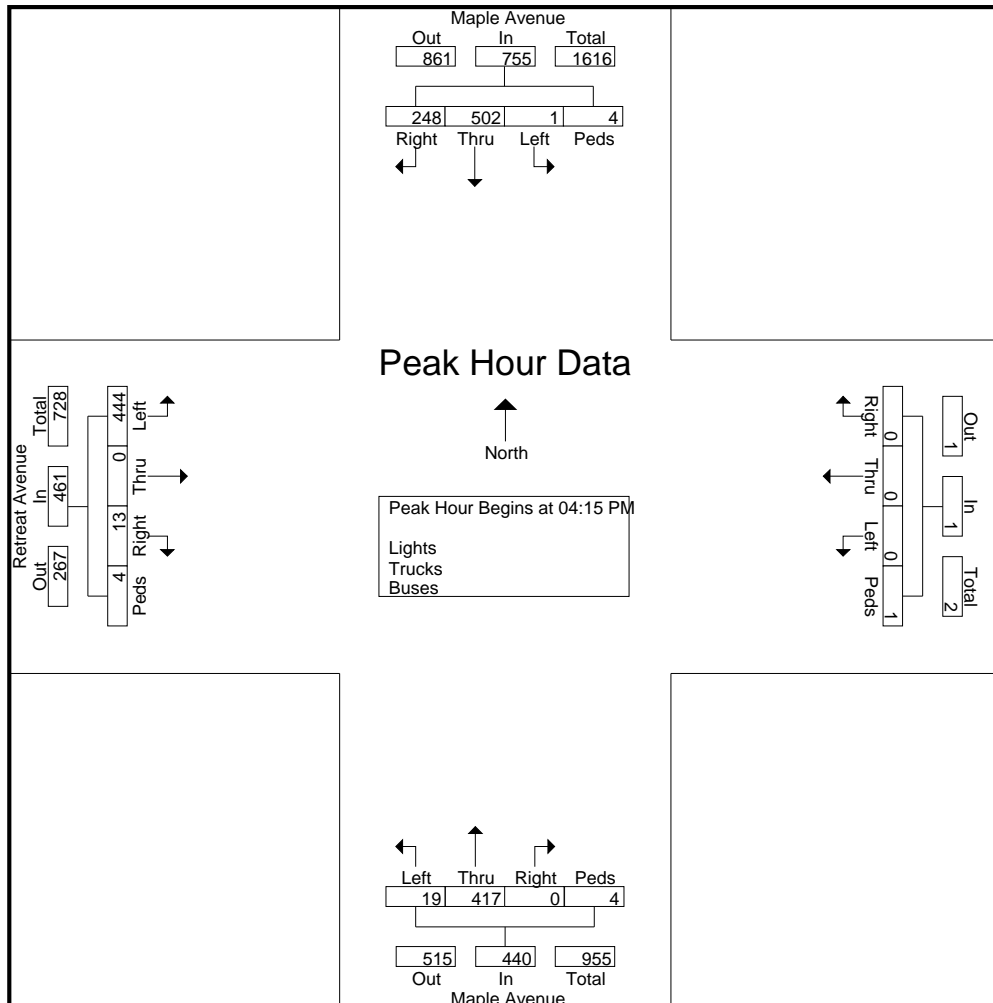 Maple Avenue
Out In Total
861 755 1616
248 502 1 4
Right Thru Left Peds
Peak Hour Data
North
Peak Hour Begins at 04:15 PM
Lights
Trucks
Buses
Retreat Avenue
Total In Out
728 461 267
444 0 13 4
Left Thru Right Peds
Right Thru Left Peds
0 0 0 1
Out In Total
1 1 2
Left Thru Right Peds
19 417 0 4
515 440 955
Out In Total
Maple Avenue